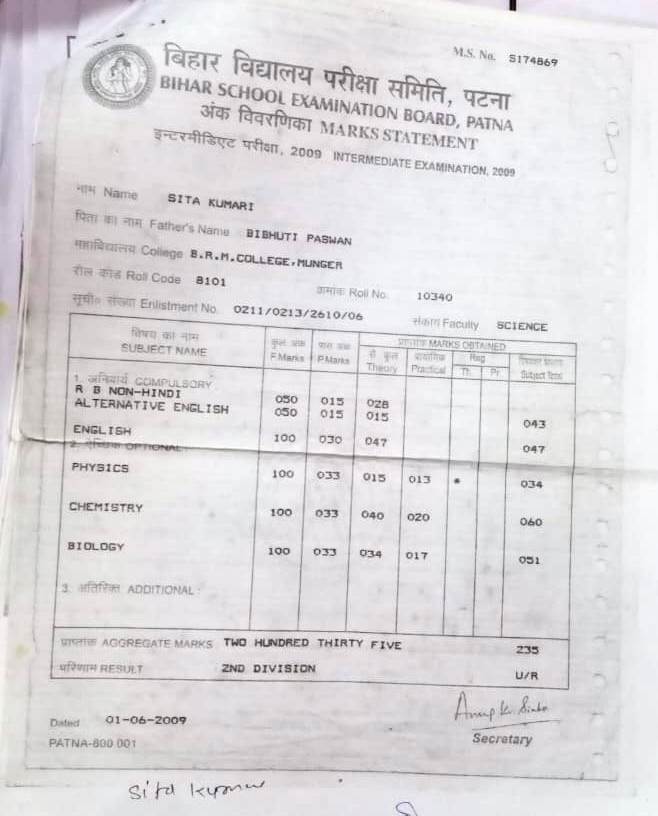 M.S. No. S174869
बिहार विद्यालय परीक्षा समिति, पटना
BIHAR SCHOOL EXAMINATION BOARD, PATNA
अंक विवरणिका MARKS STATEMENT
इन्टरमीडिएट परीक्षा, 2009 INTERMEDIATE EXAMINATION, 2009
नाम Name SITA KUMARI
पिता का नाम Father's Name BIBHUTI PASWAN
महाविद्यालय College B.R.M.COLLEGE,MUNGER
रौल कोड Roll Code 8101 क्रमांक Roll No. 10340
सूची० संख्या Enlistment No. 0211/0213/2610/06 संकाय Faculty SCIENCE
विषय का नाम कुल अंक पास अंक प्राप्तांक MARKS OBTAINED
SUBJECT NAME F.Marks P.Marks Theory Practical Reg Th. Pr. Subject Total
1. अनिवार्य COMPULSORY
R B NON-HINDI 050 015 028
ALTERNATIVE ENGLISH 050 015 015 043
ENGLISH 100 030 047 047
2. ऐच्छिक OPTIONAL
PHYSICS 100 033 015 013 * 034
CHEMISTRY 100 033 040 020 060
BIOLOGY 100 033 034 017 051
3. अतिरिक्त ADDITIONAL :
प्राप्तांक AGGREGATE MARKS TWO HUNDRED THIRTY FIVE 235
परिणाम RESULT 2ND DIVISION U/R
Dated 01-06-2009
PATNA-800 001
Secretary
Sita Kumar